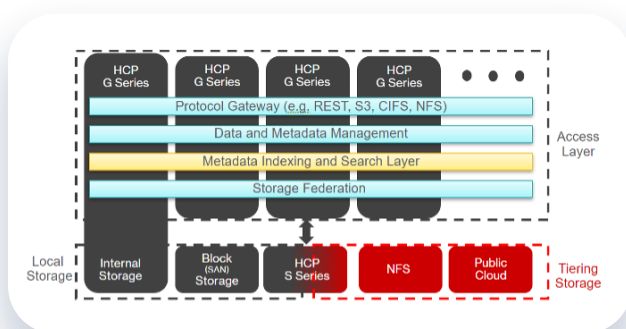 HCP
G Series
HCP
G Series
HCP
G Series
HCP
G Series
Protocol Gateway (e.g, REST, S3, CIFS, NFS)
Data and Metadata Management
Metadata Indexing and Search Layer
Storage Federation
Access
Layer
Local
Storage
Internal
Storage
Block
(SAN)
Storage
HCP
S Series
NFS
Public
Cloud
Tiering
Storage